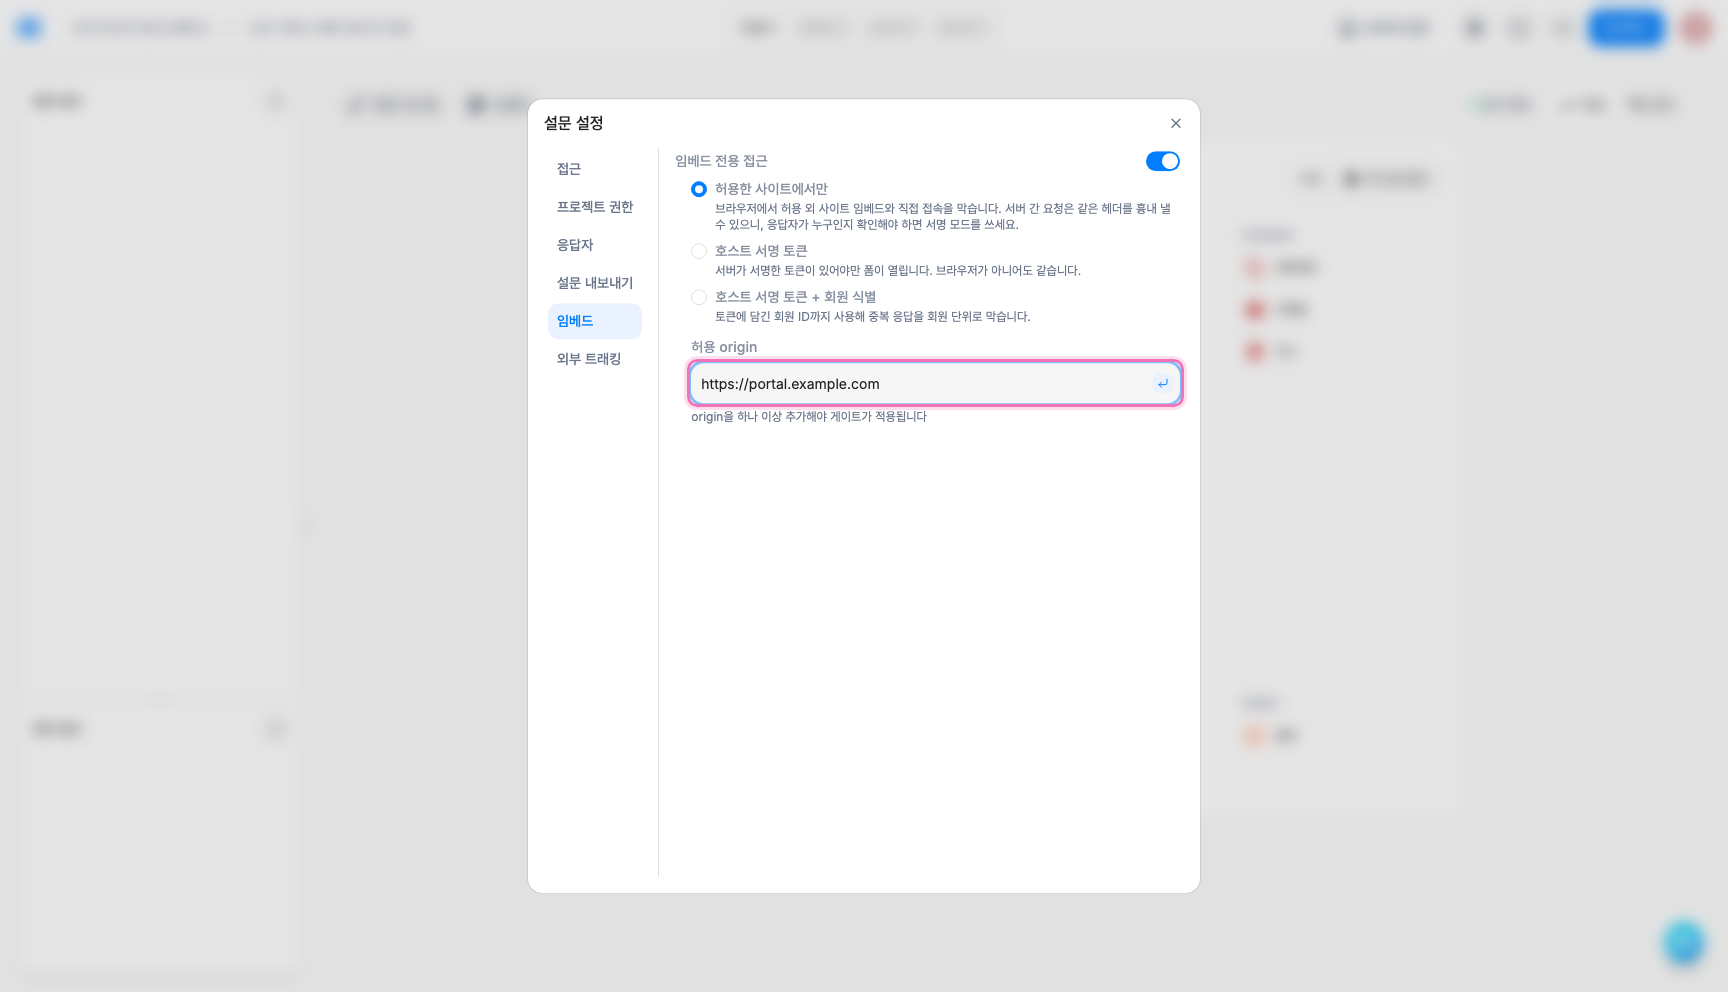 설문 설정
접근
프로젝트 권한
응답자
설문 내보내기
임베드
외부 트래킹
임베드 전용 접근
허용한 사이트에서만
브라우저에서 허용 외 사이트 임베드와 직접 접속을 막습니다. 서버 간 요청은 같은 헤더를 흉내 낼
수 있으니, 응답자가 누구인지 확인해야 하면 서명 모드를 쓰세요.
호스트 서명 토큰
서버가 서명한 토큰이 있어야만 폼이 열립니다. 브라우저가 아니어도 같습니다.
호스트 서명 토큰 + 회원 식별
토큰에 담긴 회원 ID까지 사용해 중복 응답을 회원 단위로 막습니다.
허용 origin
https://portal.example.com
origin을 하나 이상 추가해야 게이트가 적용됩니다